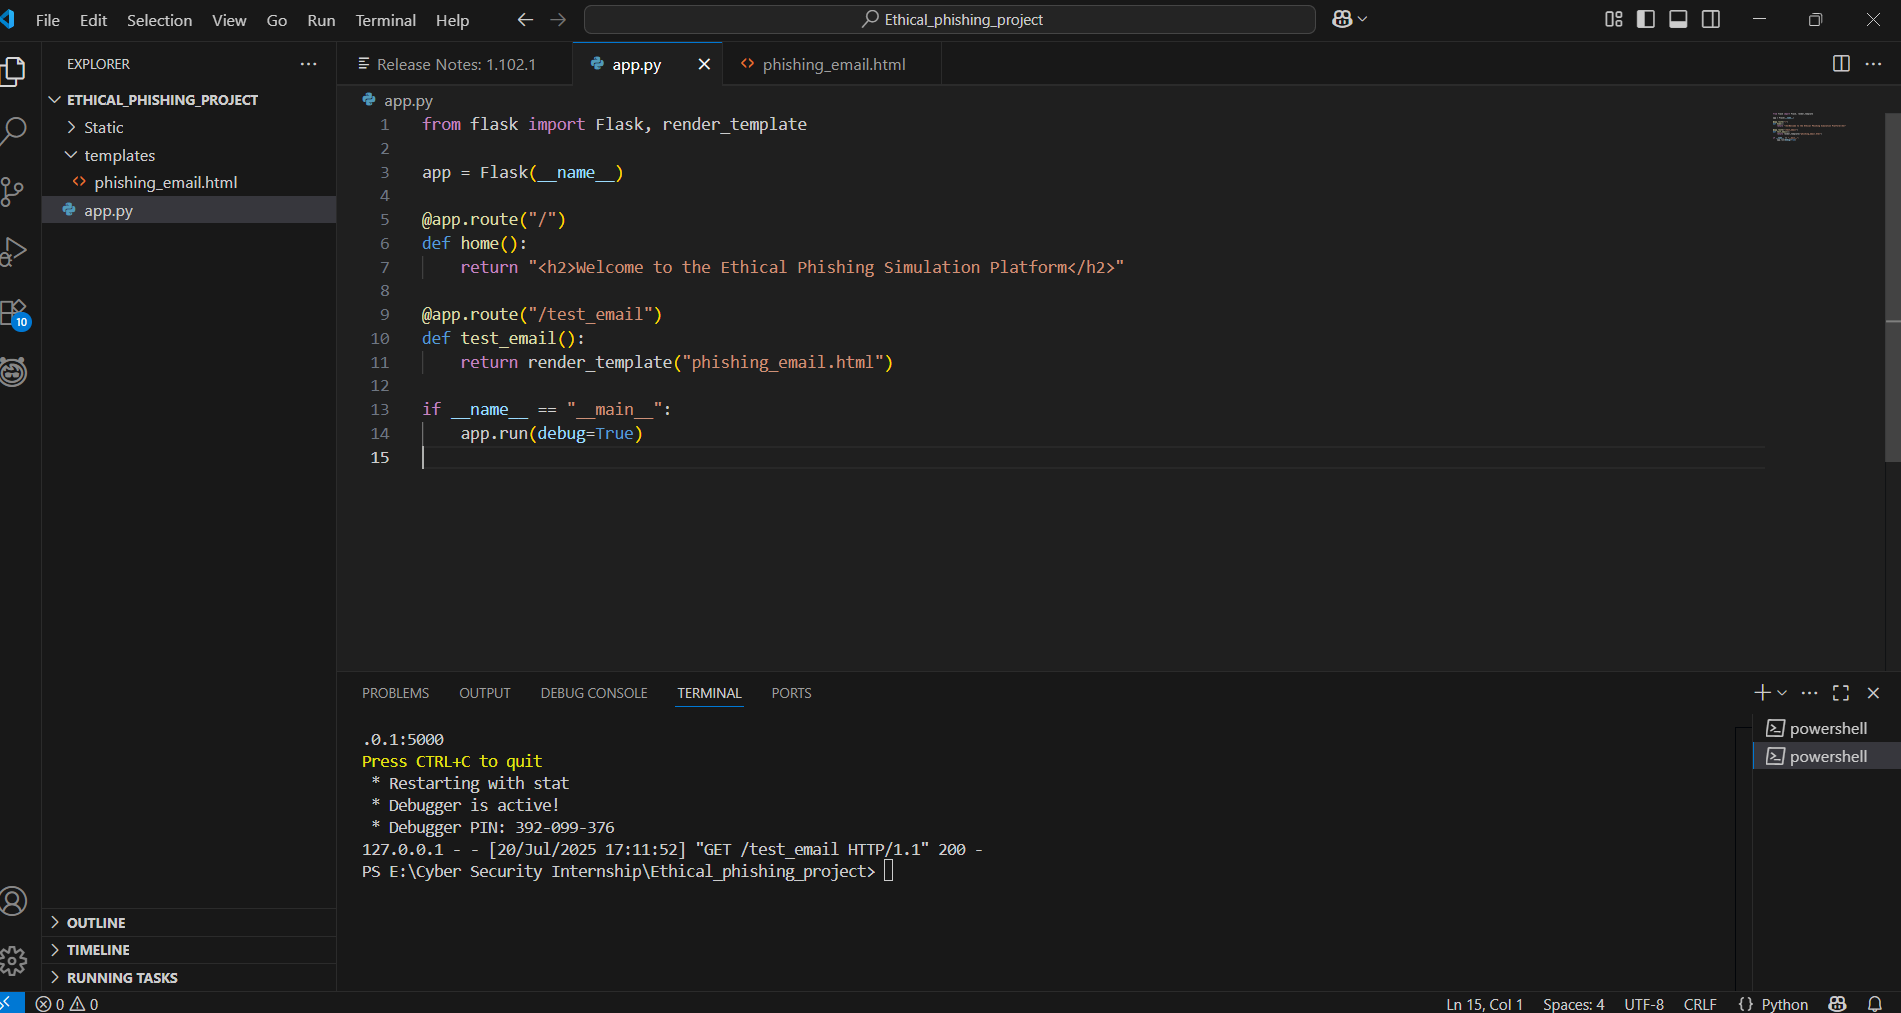 File Edit Selection View Go Run Terminal Help
Ethical_phishing_project
EXPLORER
Release Notes: 1.102.1
app.py
phishing_email.html
ETHICAL_PHISHING_PROJECT
Static
templates
phishing_email.html
app.py
10
app.py
1 from flask import Flask, render_template
2
3 app = Flask(__name__)
4
5 @app.route("/")
6 def home():
7 return "<h2>Welcome to the Ethical Phishing Simulation Platform</h2>"
8
9 @app.route("/test_email")
10 def test_email():
11 return render_template("phishing_email.html")
12
13 if __name__ == "__main__":
14 app.run(debug=True)
15
PROBLEMS OUTPUT DEBUG CONSOLE TERMINAL PORTS
.0.1:5000
Press CTRL+C to quit
* Restarting with stat
* Debugger is active!
* Debugger PIN: 392-099-376
127.0.0.1 - - [20/Jul/2025 17:11:52] "GET /test_email HTTP/1.1" 200 -
PS E:\Cyber Security Internship\Ethical_phishing_project>
powershell
powershell
OUTLINE
TIMELINE
RUNNING TASKS
0 0
Ln 15, Col 1 Spaces: 4 UTF-8 CRLF {} Python